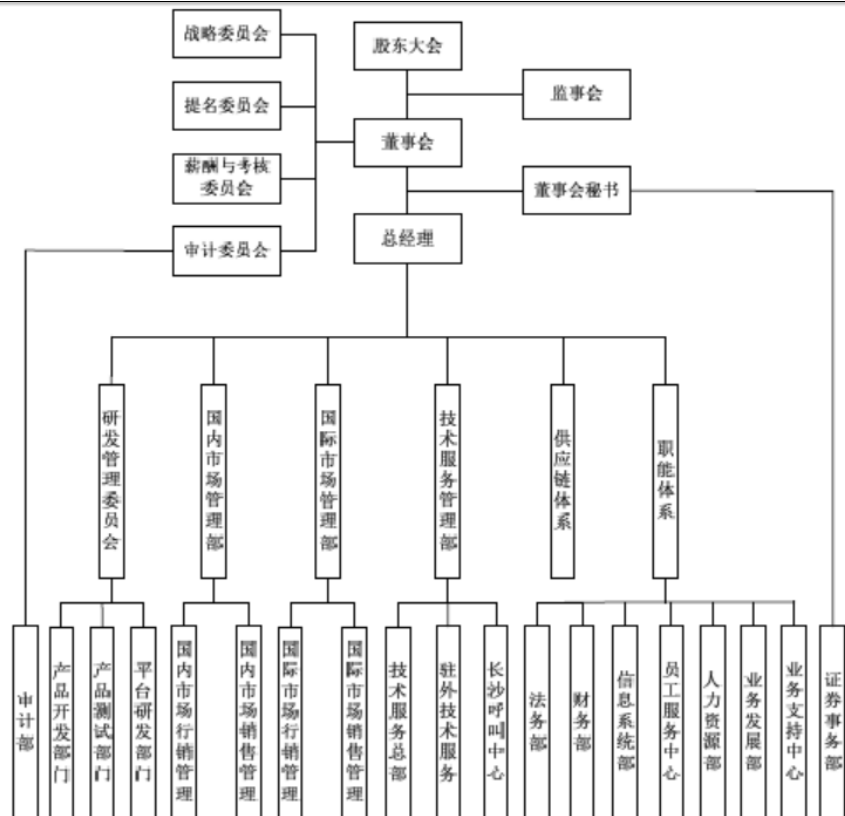 战略委员会
股东大会
提名委员会
监事会
董事会
薪酬与考核
委员会
董事会秘书
审计委员会
总经理
研发管理委员会
国内市场管理部
国际市场管理部
技术服务管理部
供应链体系
职能体系
审计部
产品开发部门
产品测试部门
平台研发部门
国内市场行销管理
国内市场销售管理
国际市场行销管理
国际市场销售管理
技术服务总部
驻外技术服务
长沙呼叫中心
法务部
财务部
信息系统部
员工服务中心
人力资源部
业务发展部
业务支持中心
证券事务部